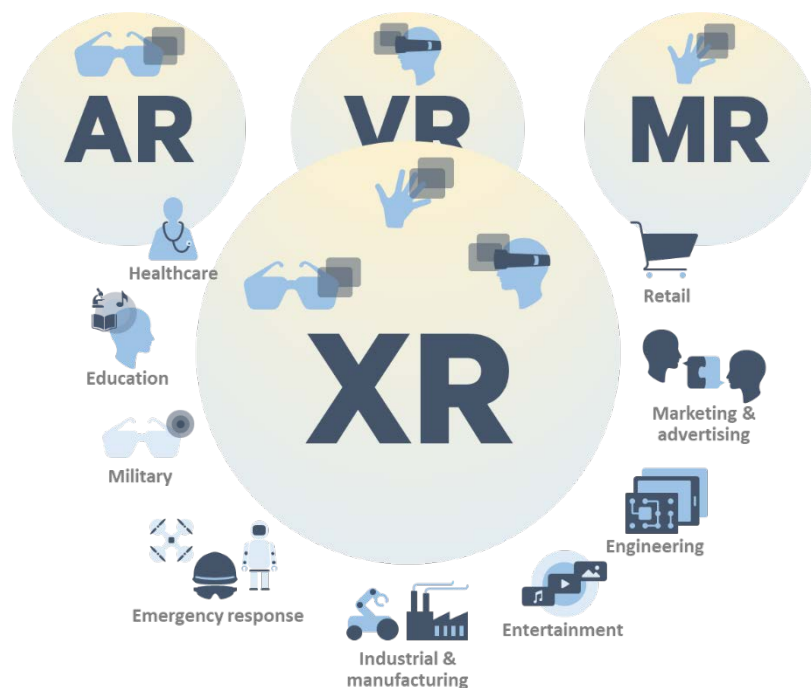 AR
VR
MR
XR
Healthcare
Education
Military
Emergency response
Industrial &
manufacturing
Entertainment
Engineering
Marketing &
advertising
Retail